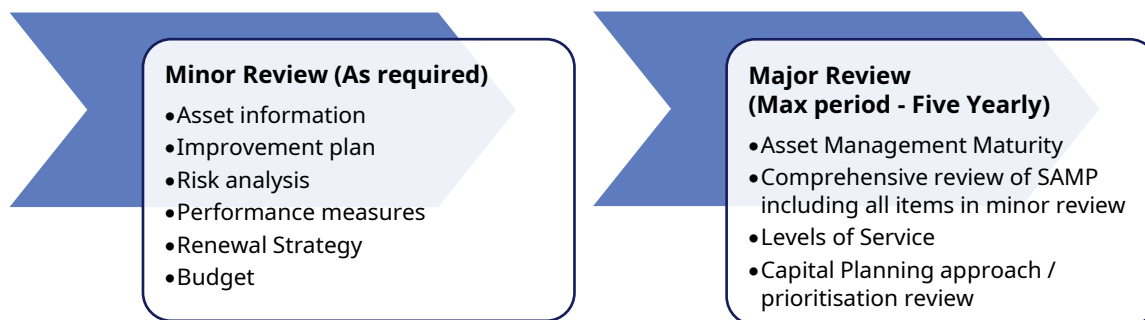 Minor Review (As required)
•Asset information
•Improvement plan
•Risk analysis
•Performance measures
•Renewal Strategy
•Budget
Major Review
(Max period - Five Yearly)
•Asset Management Maturity
•Comprehensive review of SAMP
including all items in minor review
•Levels of Service
•Capital Planning approach /
prioritisation review